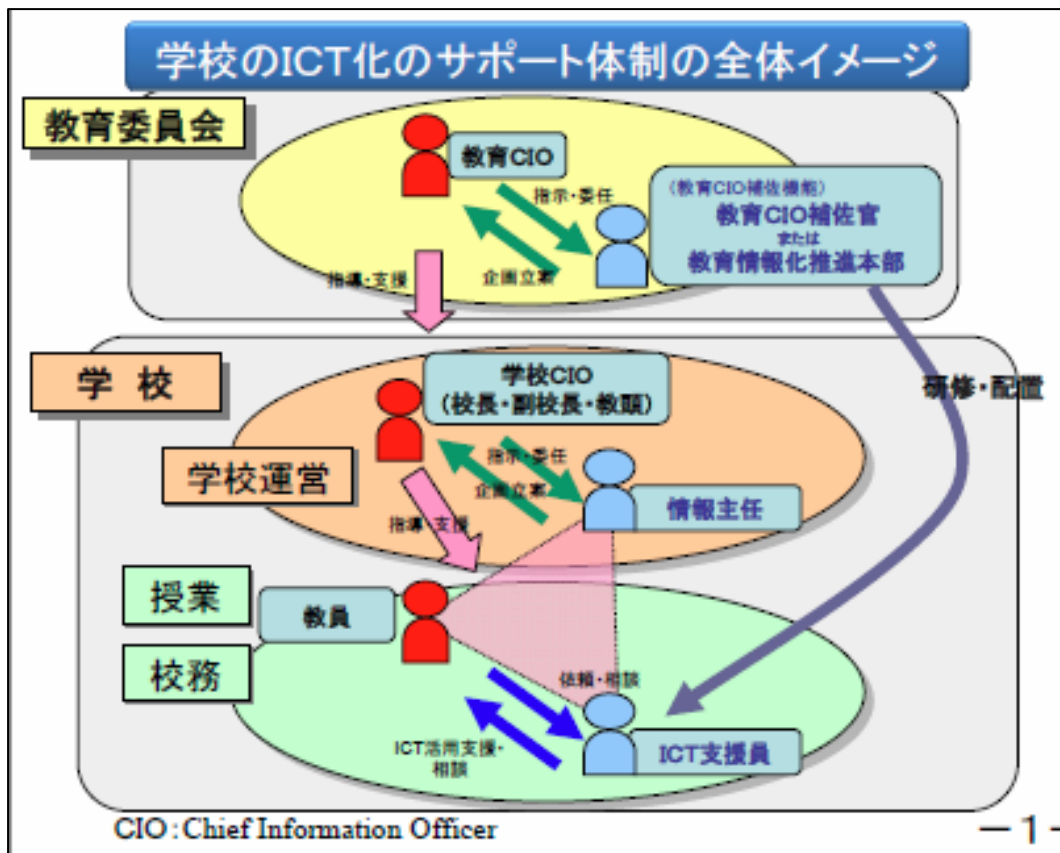 学校のICT化のサポート体制の全体イメージ
教育委員会
教育CIO
指示・委任
(教育CIO補佐機能)
教育CIO補佐官
または
教育情報化推進本部
企画立案
指導・支援
学 校
学校CIO
(校長・副校長・教頭)
研修・配置
学校運営
指示・委任
企画立案
情報主任
指導・支援
授業
教員
校務
依頼・相談
ICT活用支援・
相談
ICT支援員
CIO:Chief Information Officer
－1－